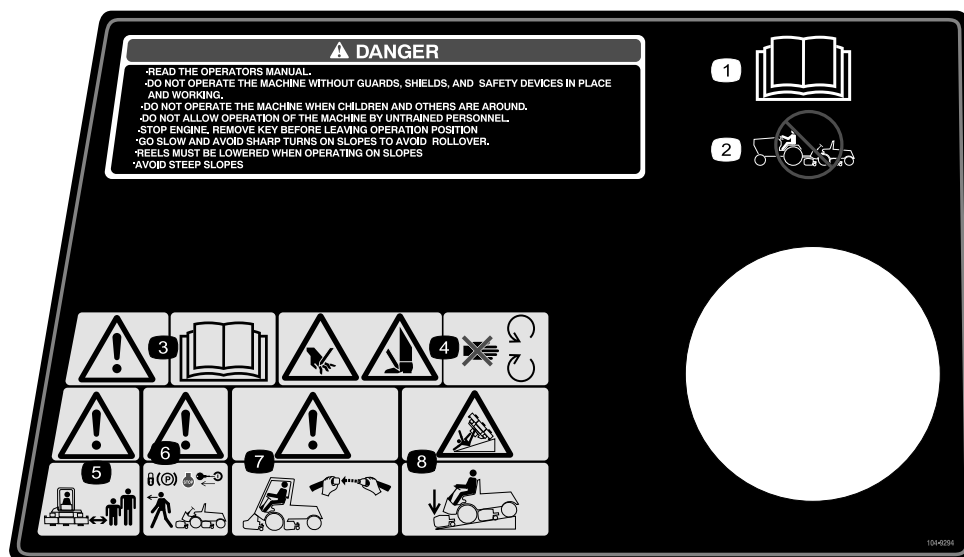 DANGER
·READ THE OPERATORS MANUAL.
·DO NOT OPERATE THE MACHINE WITHOUT GUARDS, SHIELDS, AND SAFETY DEVICES IN PLACE
AND WORKING.
·DO NOT OPERATE THE MACHINE WHEN CHILDREN AND OTHERS ARE AROUND.
·DO NOT ALLOW OPERATION OF THE MACHINE BY UNTRAINED PERSONNEL.
·STOP ENGINE, REMOVE KEY BEFORE LEAVING OPERATION POSITION
·GO SLOW AND AVOID SHARP TURNS ON SLOPES TO AVOID ROLLOVER.
·REELS MUST BE LOWERED WHEN OPERATING ON SLOPES
·AVOID STEEP SLOPES
1
2
3
4
5
6
7
8
(P)
STOP
104-9294